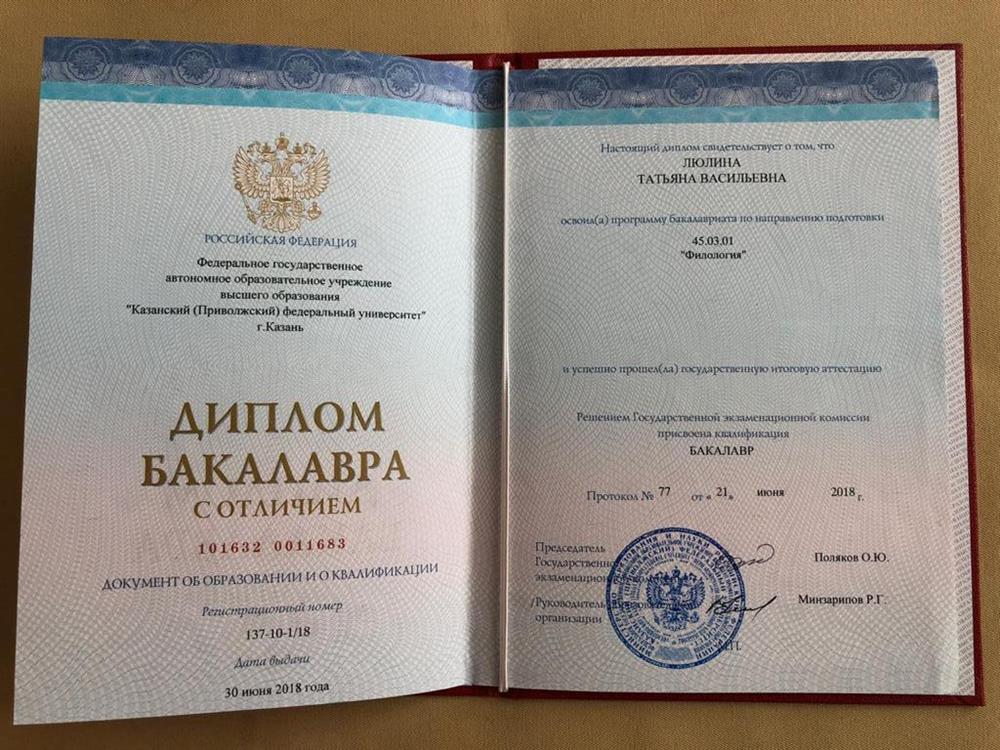 РОССИЙСКАЯ ФЕДЕРАЦИЯ
Федеральное государственное
автономное образовательное учреждение
высшего образования
"Казанский (Приволжский) федеральный университет"
г.Казань
ДИПЛОМ
БАКАЛАВРА
С ОТЛИЧИЕМ
101632 0011683
ДОКУМЕНТ ОБ ОБРАЗОВАНИИ И О КВАЛИФИКАЦИИ
Регистрационный номер
137-10-1/18
Дата выдачи
30 июня 2018 года
Настоящий диплом свидетельствует о том, что
ЛЮЛИНА
ТАТЬЯНА ВАСИЛЬЕВНА
освоил(а) программу бакалавриата по направлению подготовки
45.03.01
"Филология"
и успешно прошел(ла) государственную итоговую аттестацию
Решением Государственной экзаменационной комиссии
присвоена квалификация
БАКАЛАВР
Протокол № 77 от « 21» июня 2018 г.
Председатель
Государственной
экзаменационной
Поляков О.Ю.
/Руководитель образовательной
организации
Минзарипов Р.Г.
М.П.